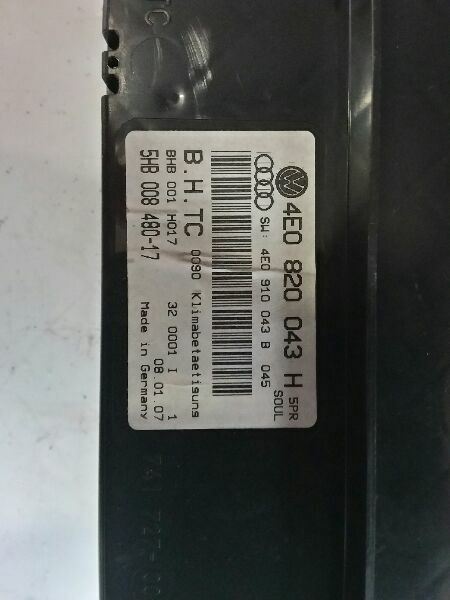 4E0 820 043 H 5PR
SW: 4E0 910 043 B 045 SOUL
B.H.TC 0090 Klimabetaetigung
BHB 001 H017 32 0001 I 1
5HB 008 480-17 08.01.07
Made in Germany